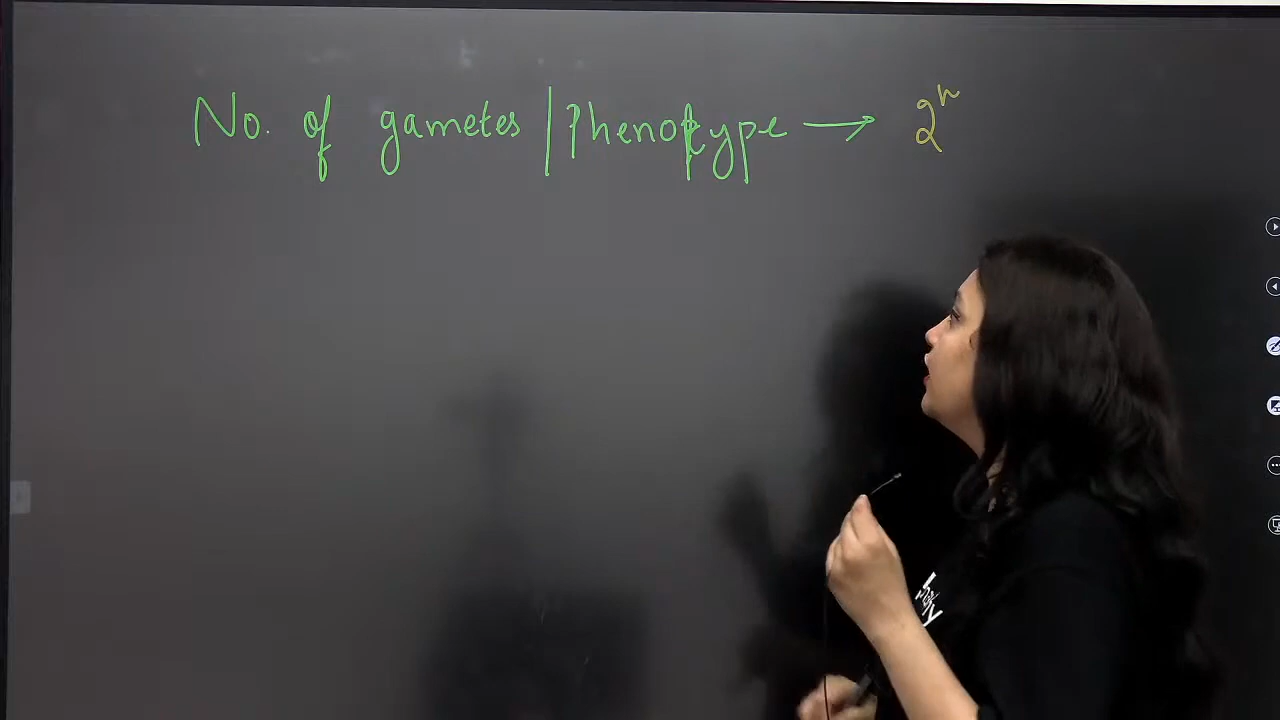 No. of gametes | Phenotype → 2ⁿ